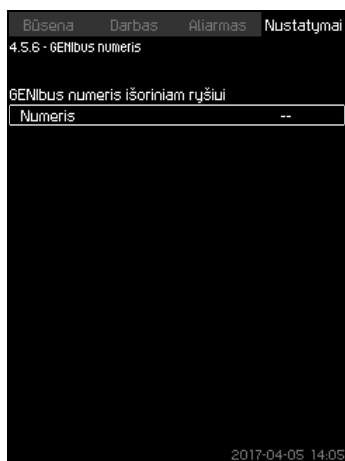 Būsena Darbas Aliarmas Nustatymai
4.5.6 - GENIbus numeris
GENIbus numeris išoriniam ryšiui
Numeris --
2017-04-05 14:05